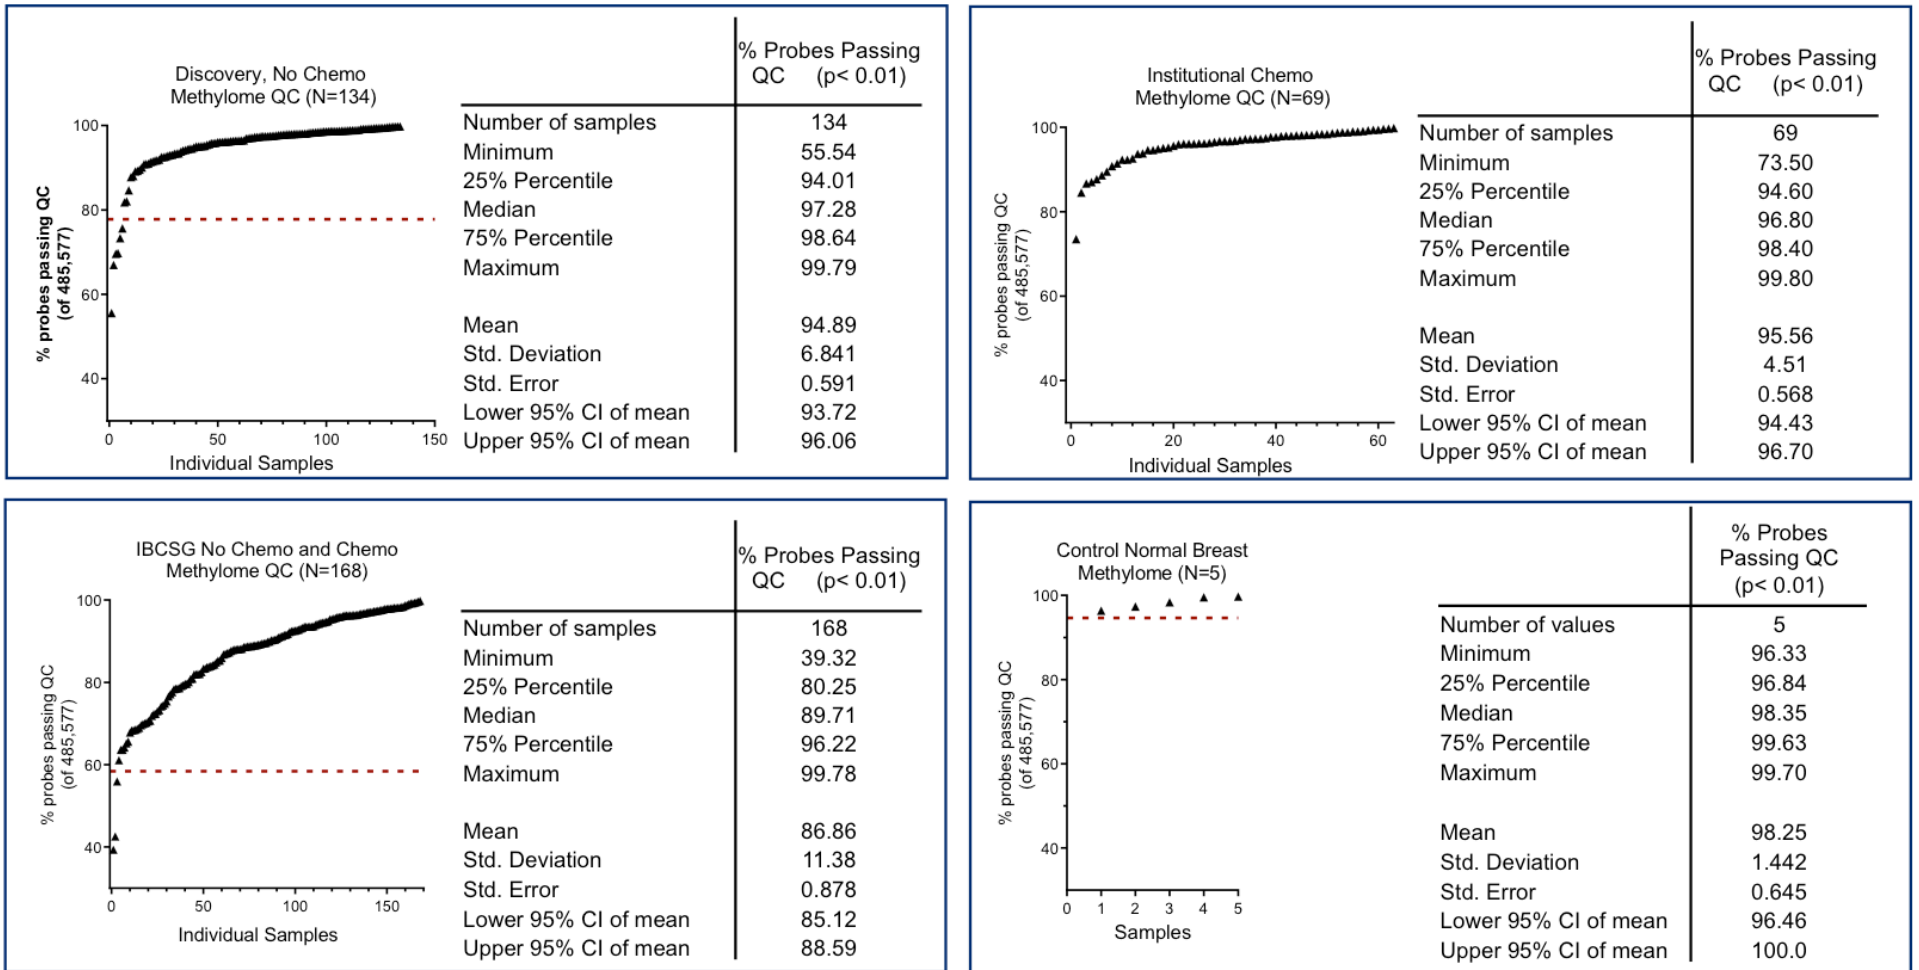 Discovery, No Chemo
Methylome QC (N=134)
% probes passing QC
(of 485,577)
100
80
60
40
0 50 100 150
Individual Samples
% Probes Passing
QC (p< 0.01)
Number of samples 134
Minimum 55.54
25% Percentile 94.01
Median 97.28
75% Percentile 98.64
Maximum 99.79
Mean 94.89
Std. Deviation 6.841
Std. Error 0.591
Lower 95% CI of mean 93.72
Upper 95% CI of mean 96.06
Institutional Chemo
Methylome QC (N=69)
% probes passing QC
(of 485,577)
100
80
60
40
0 20 40 60
Individual Samples
% Probes Passing
QC (p< 0.01)
Number of samples 69
Minimum 73.50
25% Percentile 94.60
Median 96.80
75% Percentile 98.40
Maximum 99.80
Mean 95.56
Std. Deviation 4.51
Std. Error 0.568
Lower 95% CI of mean 94.43
Upper 95% CI of mean 96.70
IBCSG No Chemo and Chemo
Methylome QC (N=168)
% probes passing QC
(of 485,577)
100
80
60
40
0 50 100 150
Individual Samples
% Probes Passing
QC (p< 0.01)
Number of samples 168
Minimum 39.32
25% Percentile 80.25
Median 89.71
75% Percentile 96.22
Maximum 99.78
Mean 86.86
Std. Deviation 11.38
Std. Error 0.878
Lower 95% CI of mean 85.12
Upper 95% CI of mean 88.59
Control Normal Breast
Methylome (N=5)
% probes passing QC
(of 485,577)
100
80
60
40
0 1 2 3 4 5
Samples
% Probes
Passing QC
(p< 0.01)
Number of values 5
Minimum 96.33
25% Percentile 96.84
Median 98.35
75% Percentile 99.63
Maximum 99.70
Mean 98.25
Std. Deviation 1.442
Std. Error 0.645
Lower 95% CI of mean 96.46
Upper 95% CI of mean 100.0